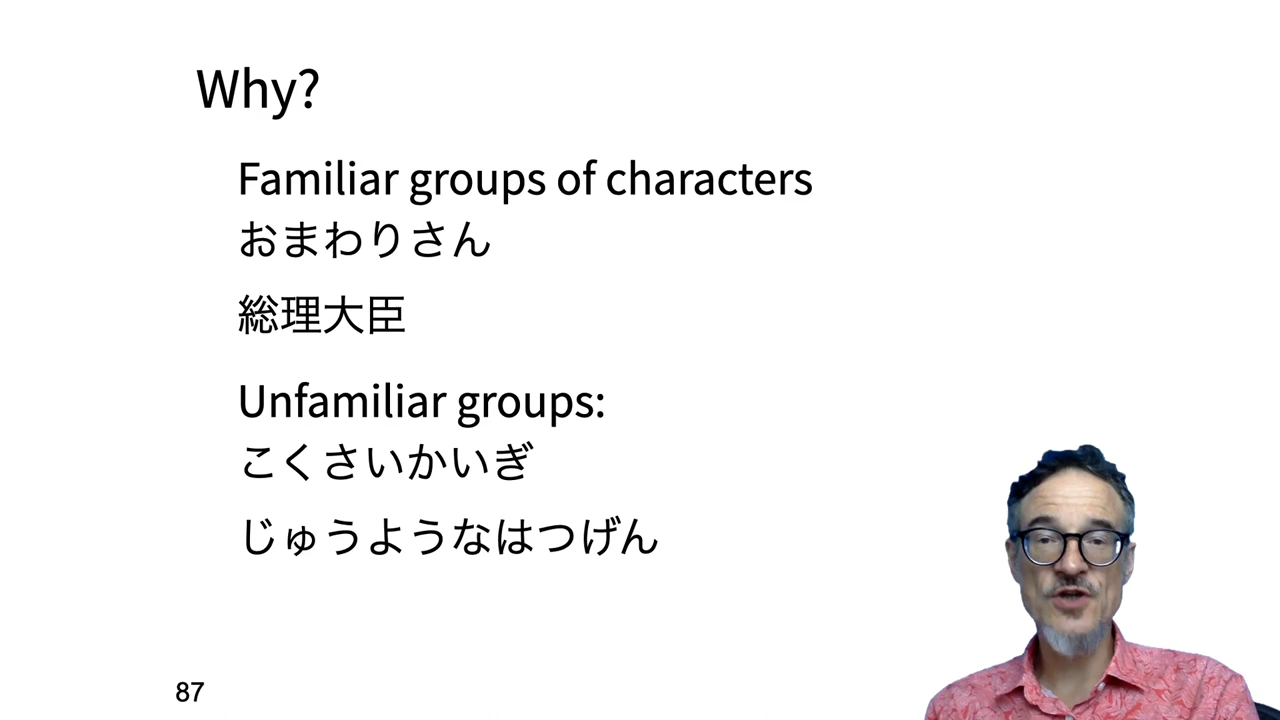 Why?
Familiar groups of characters
おまわりさん
総理大臣
Unfamiliar groups:
こくさいかいぎ
じゅうような​はつげん
87